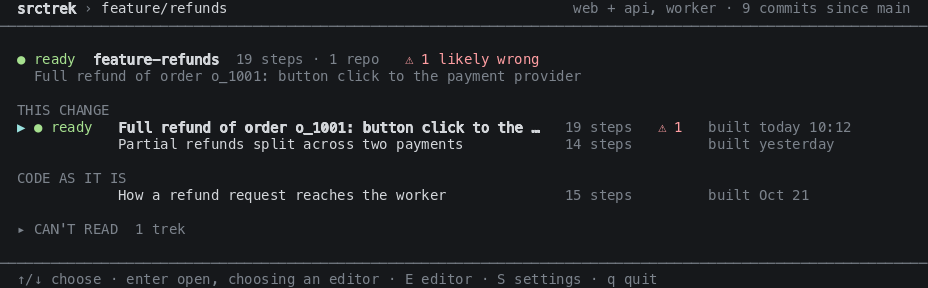 srctrek › feature/refunds web + api, worker · 9 commits since main
● ready feature-refunds 19 steps · 1 repo ⚠ 1 likely wrong
Full refund of order o_1001: button click to the payment provider
THIS CHANGE
▶ ● ready Full refund of order o_1001: button click to the … 19 steps ⚠ 1 built today 10:12
Partial refunds split across two payments 14 steps built yesterday
CODE AS IT IS
How a refund request reaches the worker 15 steps built Oct 21
▸ CAN'T READ 1 trek
↑/↓ choose · enter open, choosing an editor · E editor · S settings · q quit